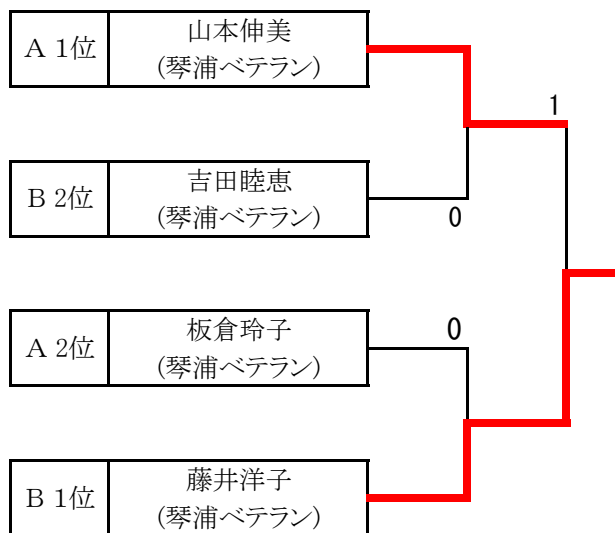 A 1位
山本伸美
(琴浦ベテラン)
1
B 2位
吉田睦恵
(琴浦ベテラン)
0
A 2位
板倉玲子
(琴浦ベテラン)
0
B 1位
藤井洋子
(琴浦ベテラン)